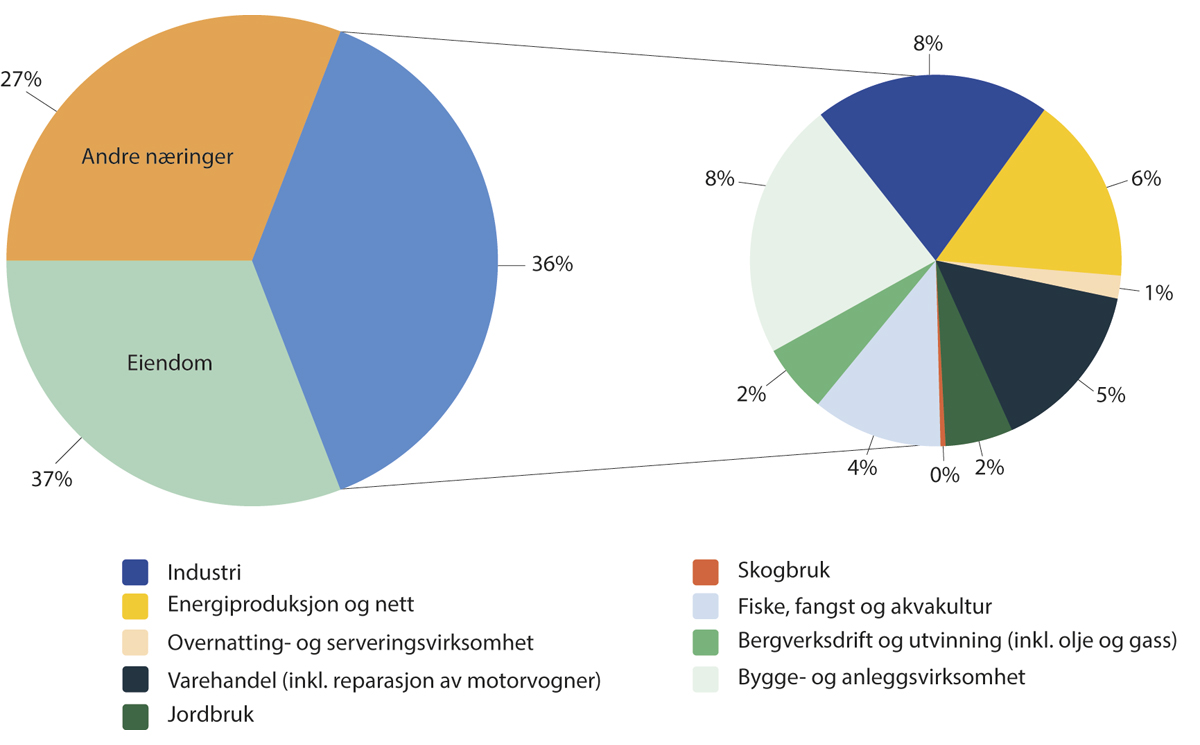 8%
27%
Andre næringer
8%
6%
36%
1%
Eiendom
2%
5%
37%
4%
0%
2%
Industri
Energiproduksjon og nett
Overnatting- og serveringsvirksomhet
Varehandel (inkl. reparasjon av motorvogner)
Jordbruk
Skogbruk
Fiske, fangst og akvakultur
Bergverksdrift og utvinning (inkl. olje og gass)
Bygge- og anleggsvirksomhet